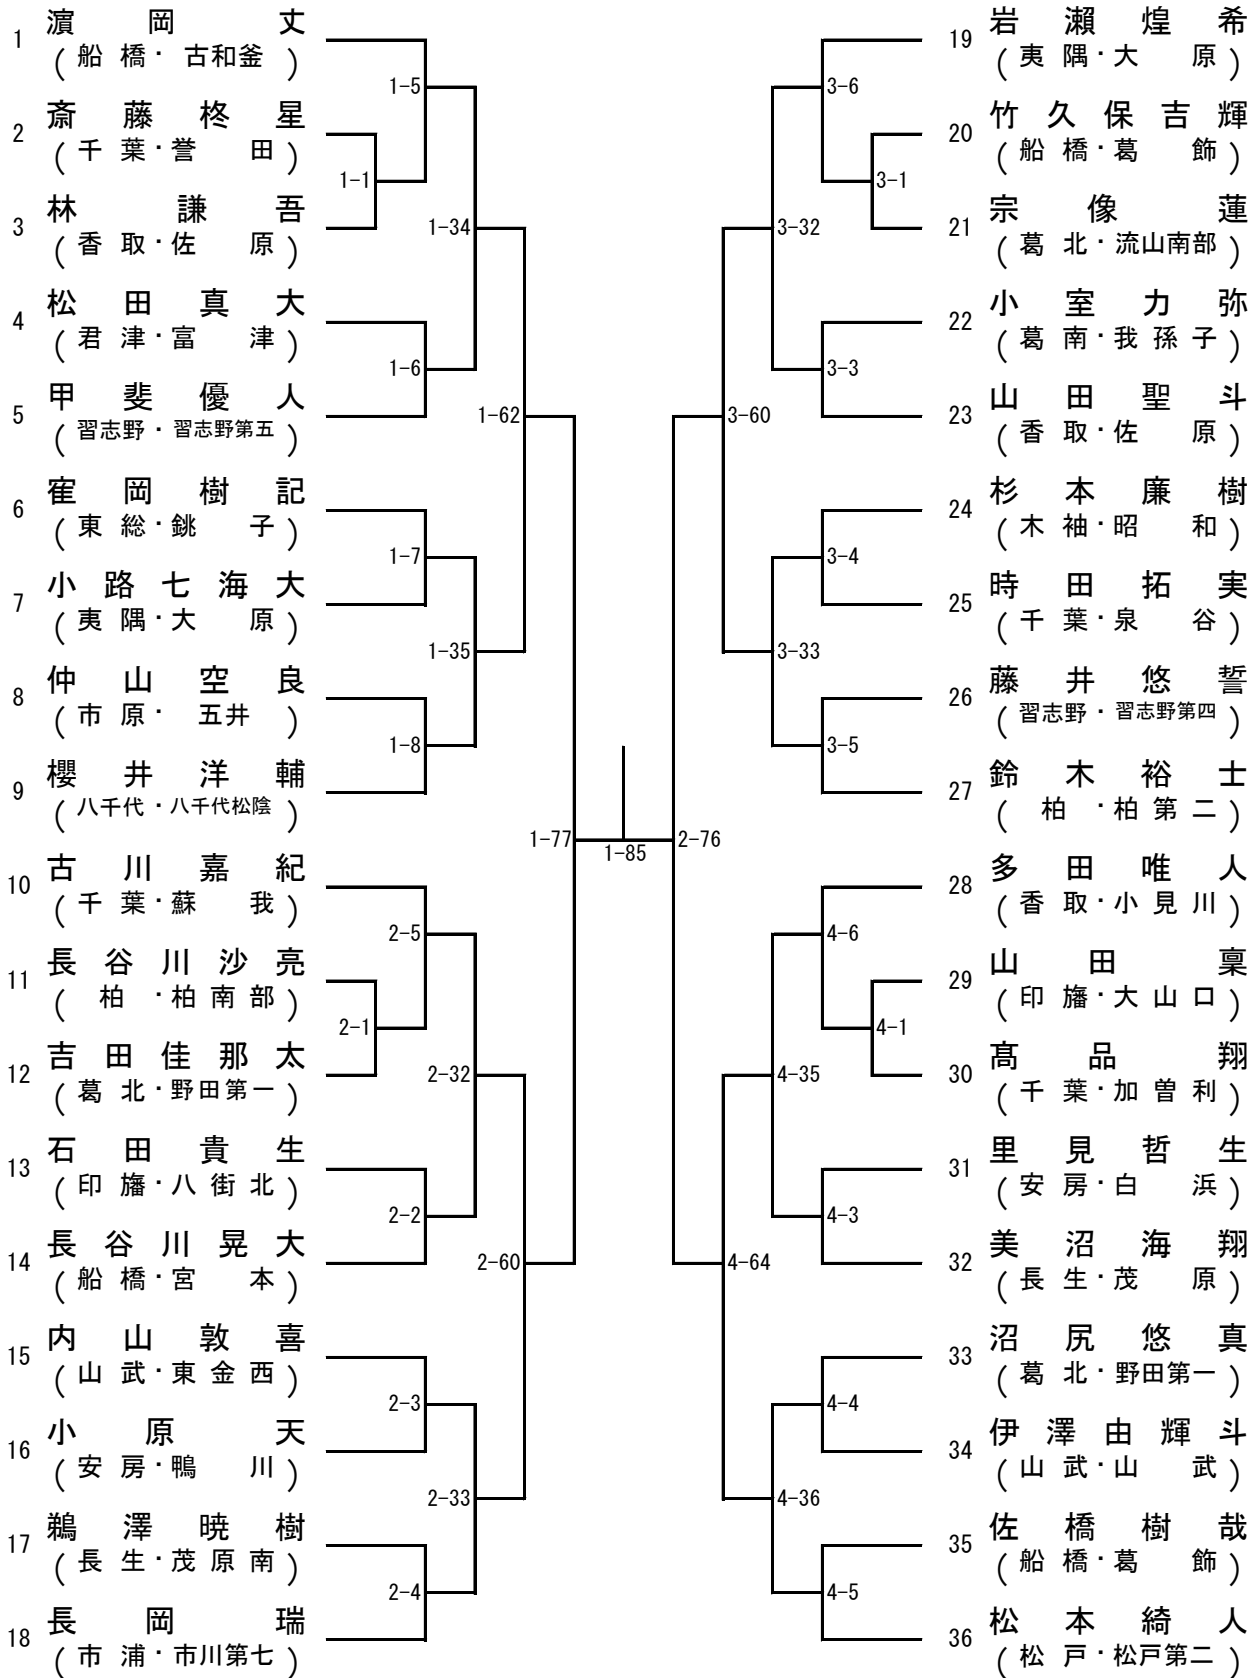 1 濵岡丈
(船橋・古和釜)
2 斎藤柊星
(千葉・誉田)
3 林謙吾
(香取・佐原)
4 松田真大
(君津・富津)
5 甲斐優人
(習志野・習志野第五)
6 寉岡樹記
(東総・銚子)
7 小路七海大
(夷隅・大原)
8 仲山空良
(市原・五井)
9 櫻井洋輔
(八千代・八千代松陰)
10 古川嘉紀
(千葉・蘇我)
11 長谷川沙亮
(柏・柏南部)
12 吉田佳那太
(葛北・野田第一)
13 石田貴生
(印旛・八街北)
14 長谷川晃大
(船橋・宮本)
15 内山敦喜
(山武・東金西)
16 小原天
(安房・鴨川)
17 鵜澤暁樹
(長生・茂原南)
18 長岡瑞
(市浦・市川第七)
1-5
1-1
1-34
1-6
1-62
1-7
1-35
1-8
1-77
2-5
2-1
2-32
2-2
2-60
2-3
2-33
2-4
1-85
2-76
3-6
3-1
3-32
3-3
3-60
3-4
3-33
3-5
4-6
4-1
4-35
4-3
4-64
4-4
4-36
4-5
19 岩瀬煌希
(夷隅・大原)
20 竹久保吉輝
(船橋・葛飾)
21 宗像蓮
(葛北・流山南部)
22 小室力弥
(葛南・我孫子)
23 山田聖斗
(香取・佐原)
24 杉本廉樹
(木袖・昭和)
25 時田拓実
(千葉・泉谷)
26 藤井悠誓
(習志野・習志野第四)
27 鈴木裕士
(柏・柏第二)
28 多田唯人
(香取・小見川)
29 山田稟
(印旛・大山口)
30 髙品翔
(千葉・加曽利)
31 里見哲生
(安房・白浜)
32 美沼海翔
(長生・茂原)
33 沼尻悠真
(葛北・野田第一)
34 伊澤由輝斗
(山武・山武)
35 佐橋樹哉
(船橋・葛飾)
36 松本綺人
(松戸・松戸第二)